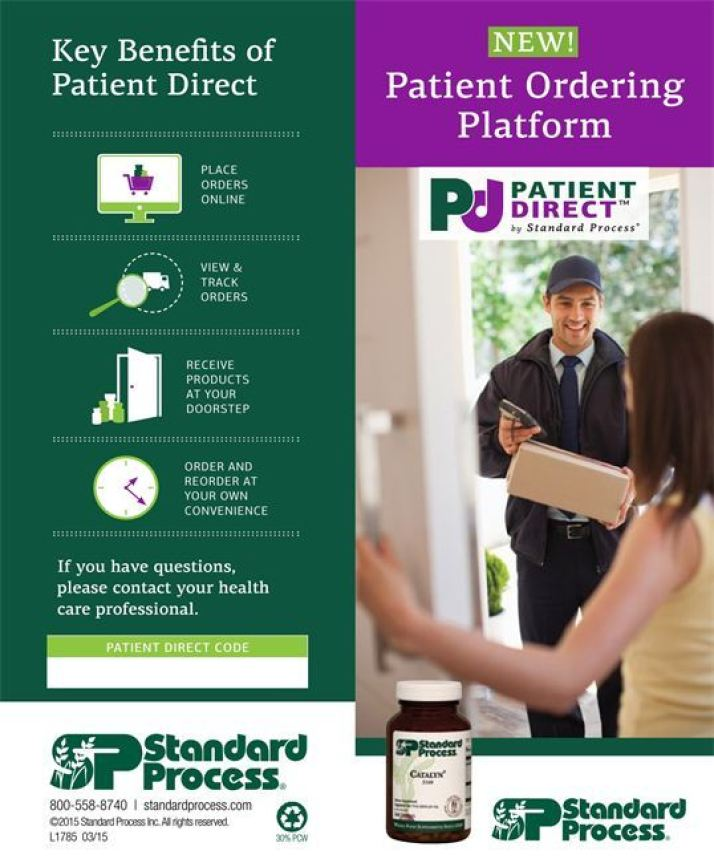 Key Benefits of
Patient Direct
PLACE
ORDERS
ONLINE
VIEW &
TRACK
ORDERS
RECEIVE
PRODUCTS
AT YOUR
DOORSTEP
ORDER AND
REORDER AT
YOUR OWN
CONVENIENCE
If you have questions,
please contact your health
care professional.
PATIENT DIRECT CODE
SP Standard
Process®
800-558-8740 | standardprocess.com
©2015 Standard Process Inc. All rights reserved.
L1785 03/15
30% PCW
NEW!
Patient Ordering
Platform
PD PATIENT
DIRECT™
by Standard Process®
SP Standard
Process
CATALYN®
SP Standard
Process®